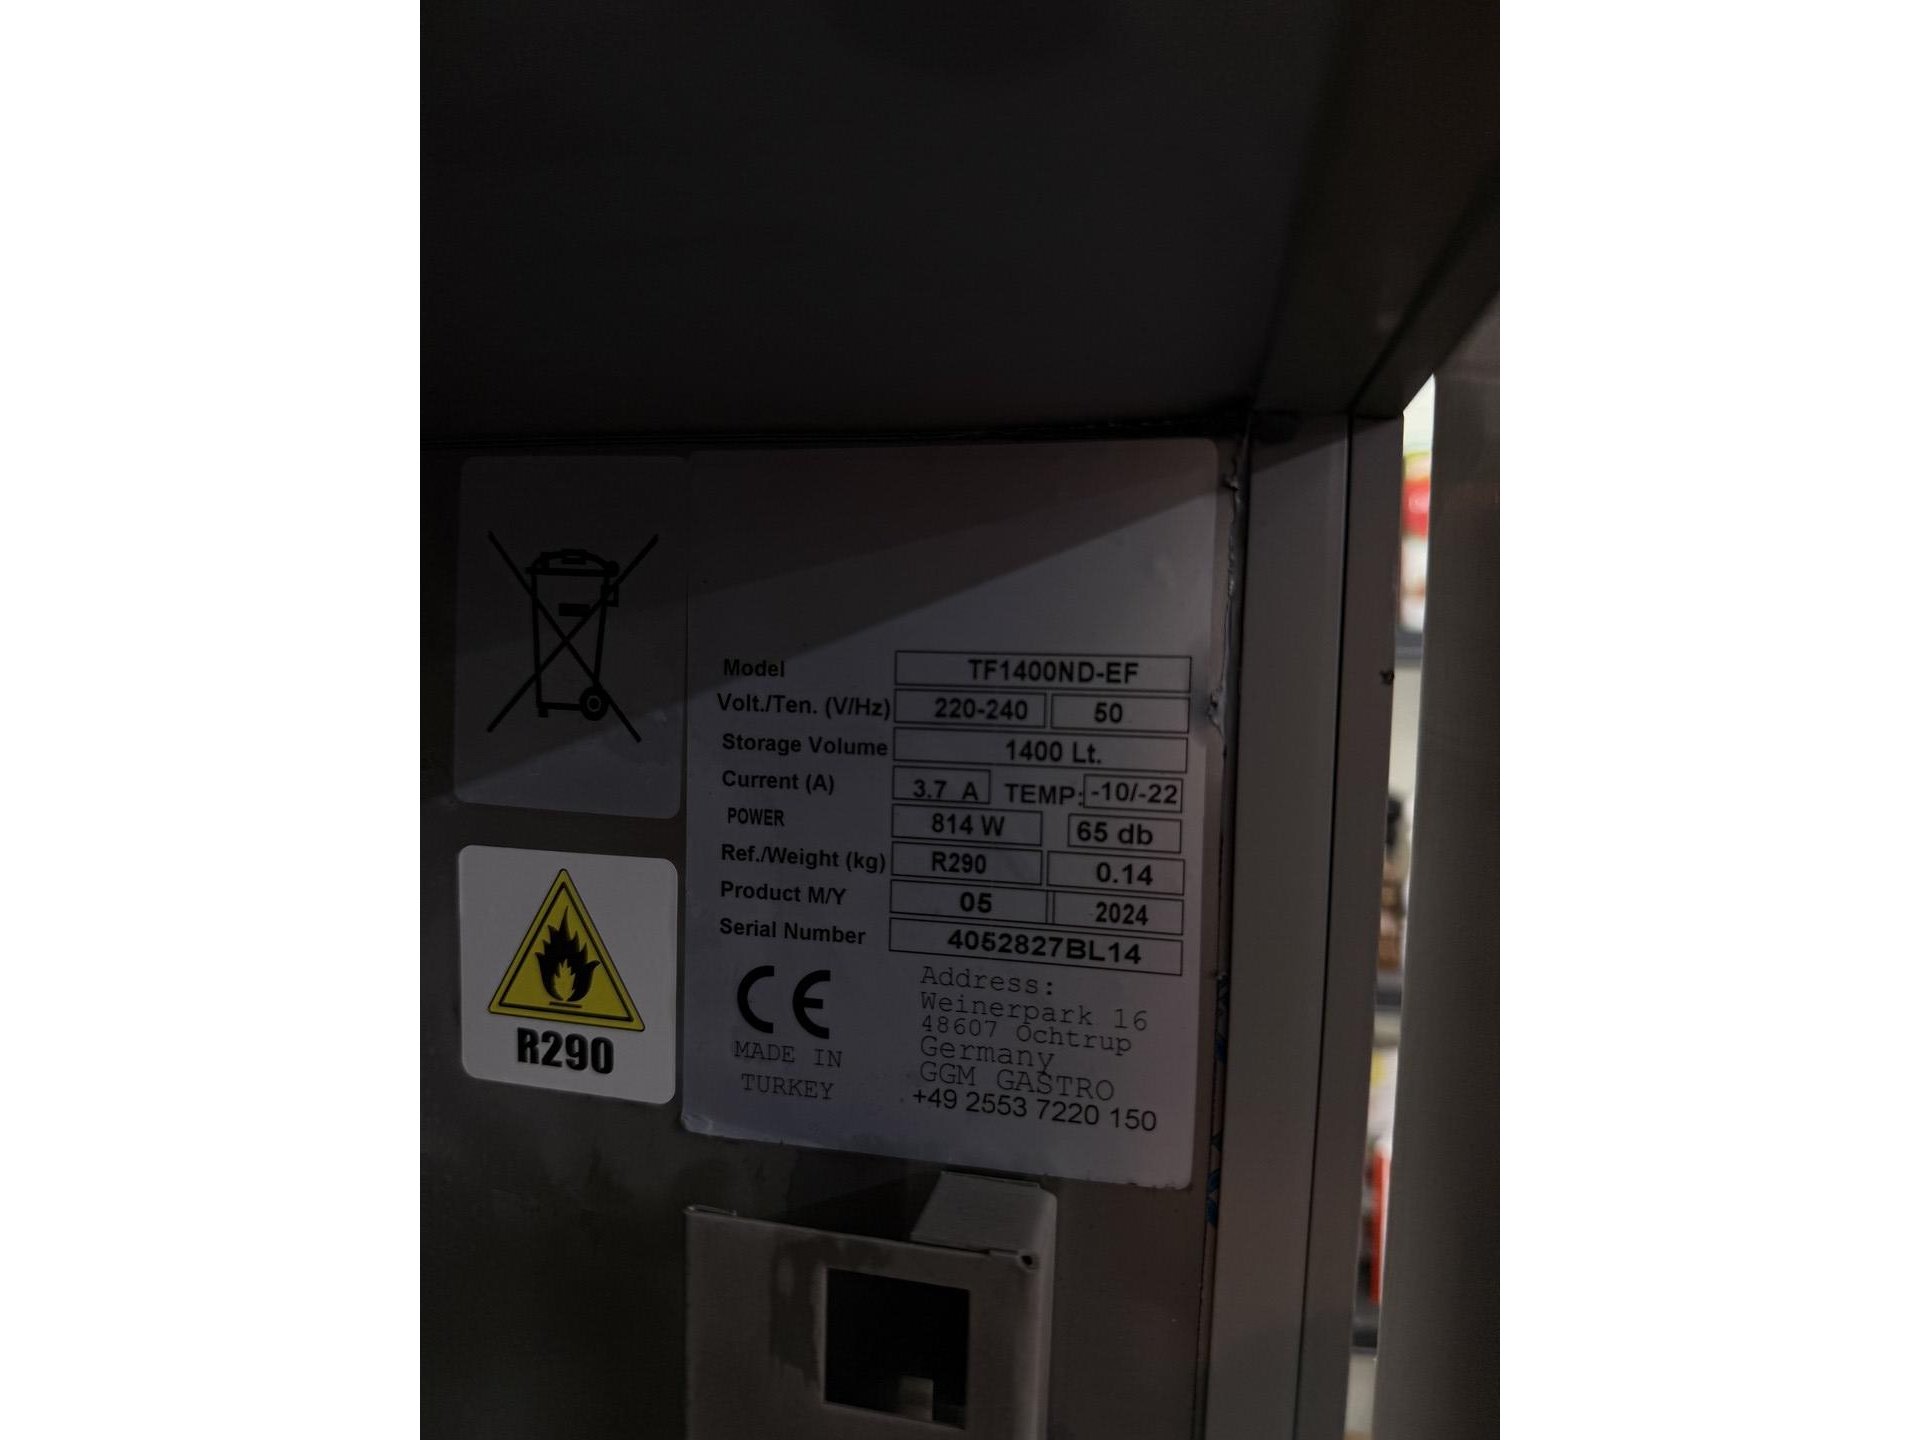 Model TF1400ND-EF
Volt./Ten. (V/Hz) 220-240 50
Storage Volume 1400 Lt.
Current (A) 3.7 A TEMP: -10/-22
POWER 814 W 65 db
Ref./Weight (kg) R290 0.14
Product M/Y 05 2024
Serial Number 4052827BL14
CE
MADE IN
TURKEY
Address:
Weinerpark 16
48607 Ochtrup
Germany
GGM GASTRO
+49 2553 7220 150
R290